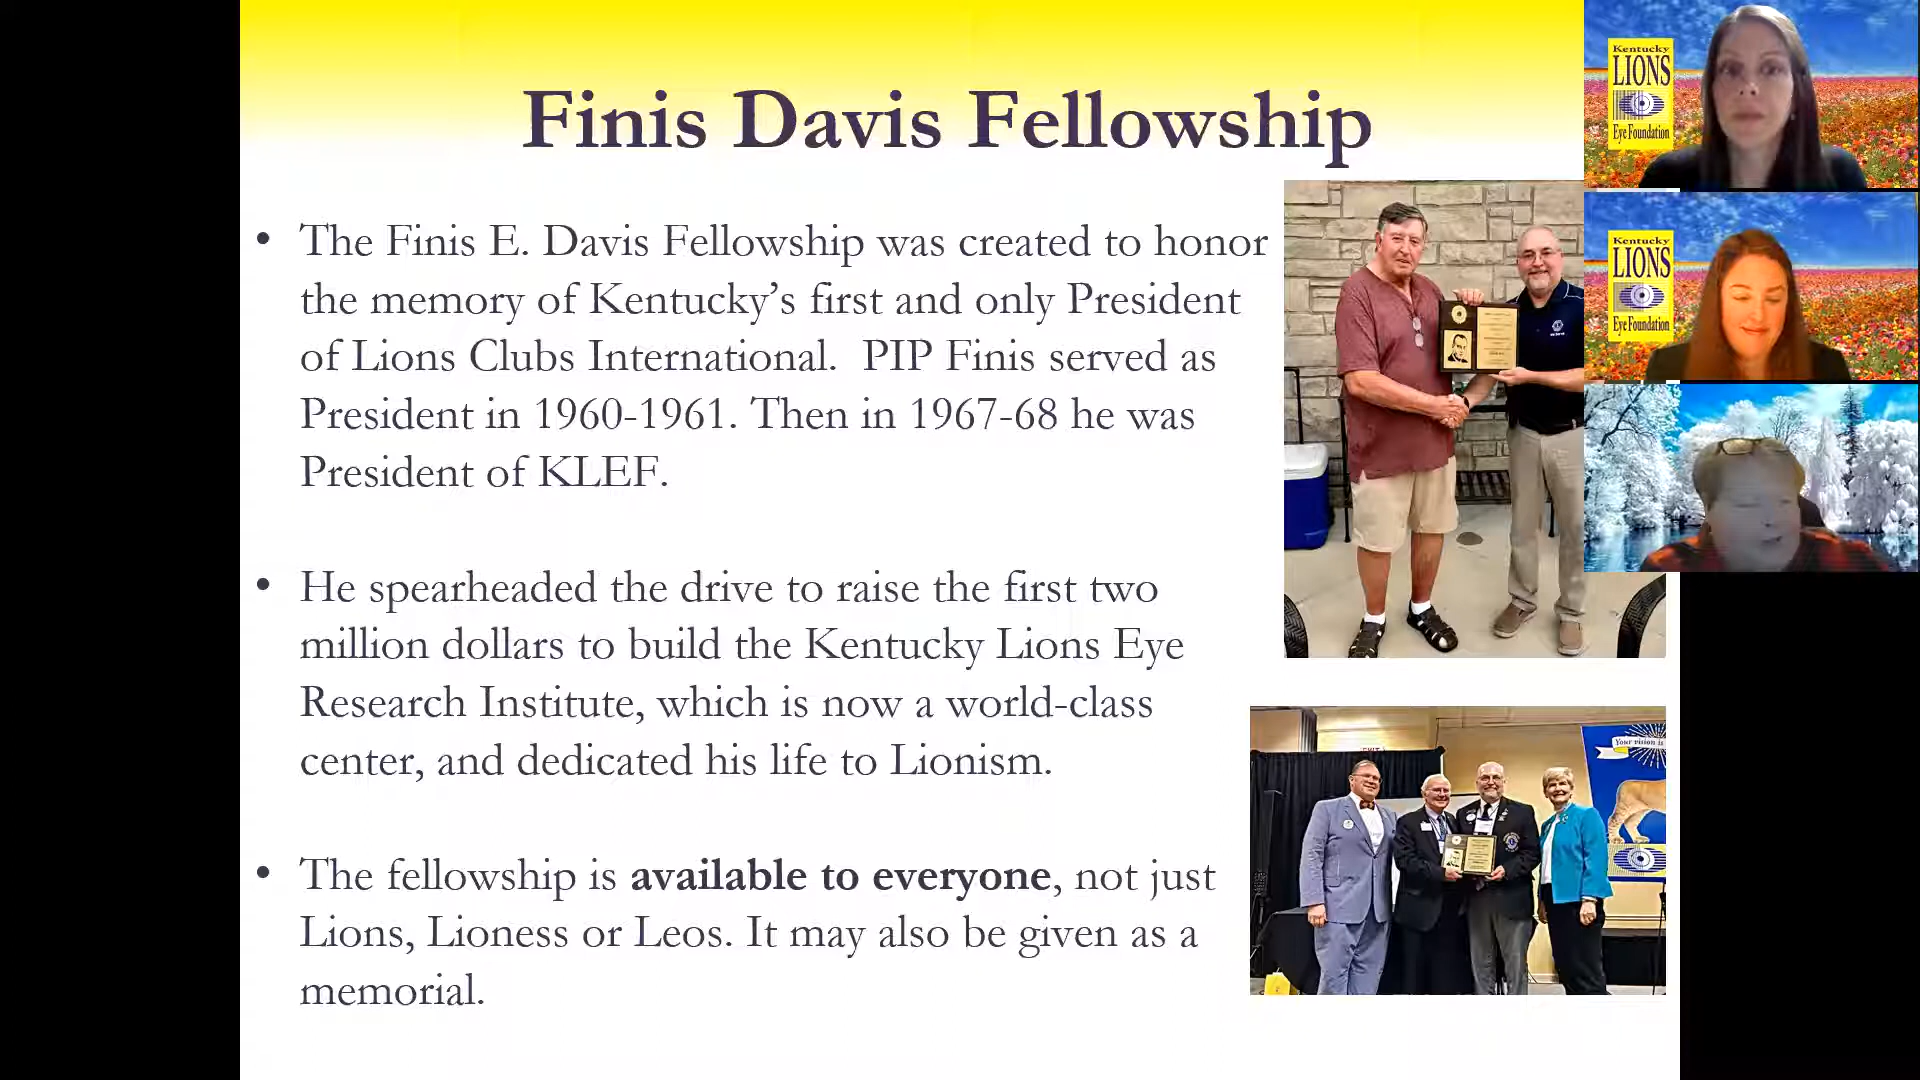 Finis Davis Fellowship
• The Finis E. Davis Fellowship was created to honor
the memory of Kentucky’s first and only President
of Lions Clubs International.  PIP Finis served as
President in 1960-1961. Then in 1967-68 he was
President of KLEF.
• He spearheaded the drive to raise the first two
million dollars to build the Kentucky Lions Eye
Research Institute, which is now a world-class
center, and dedicated his life to Lionism.
• The fellowship is available to everyone, not just
Lions, Lioness or Leos. It may also be given as a
memorial.
Kentucky
LIONS
Eye Foundation
Kentucky
LIONS
Eye Foundation
EXIT
Your vision is